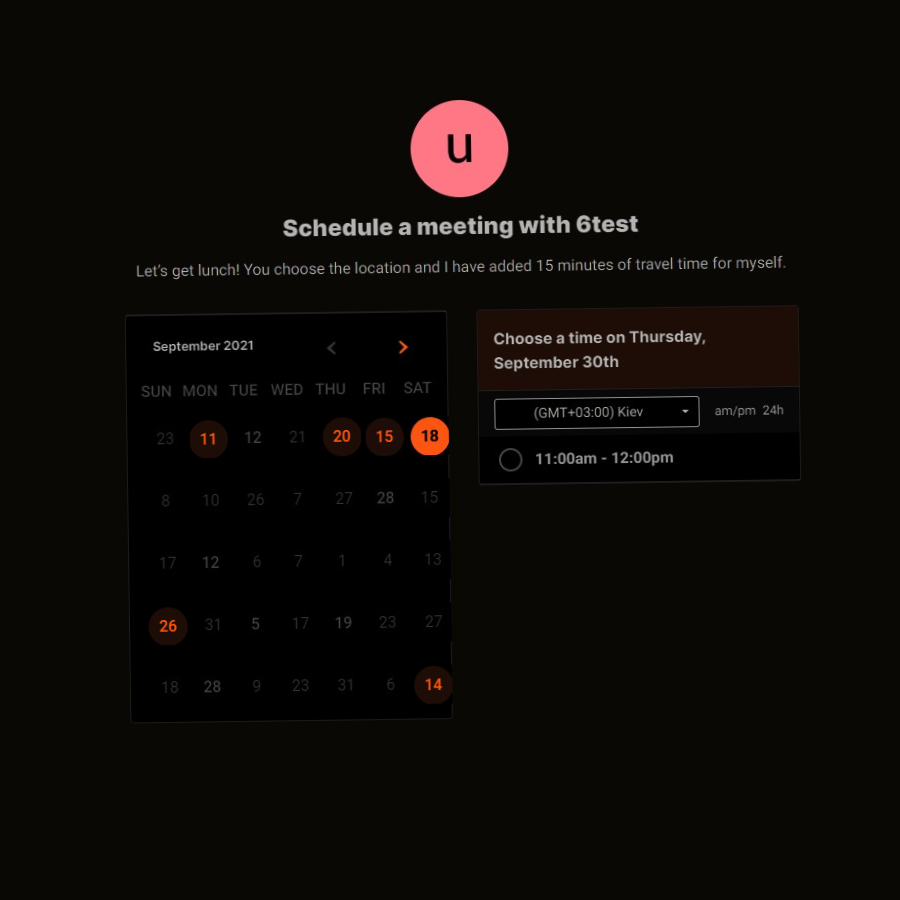 u
Schedule a meeting with 6test
Let's get lunch! You choose the location and I have added 15 minutes of travel time for myself.
September 2021
SUN MON TUE WED THU FRI SAT
23 11 12 21 20 15 18
8 10 26 7 27 28 15
17 12 6 7 1 4 13
26 31 5 17 19 23 27
18 28 9 23 31 6 14
Choose a time on Thursday,
September 30th
(GMT+03:00) Kiev am/pm 24h
11:00am - 12:00pm